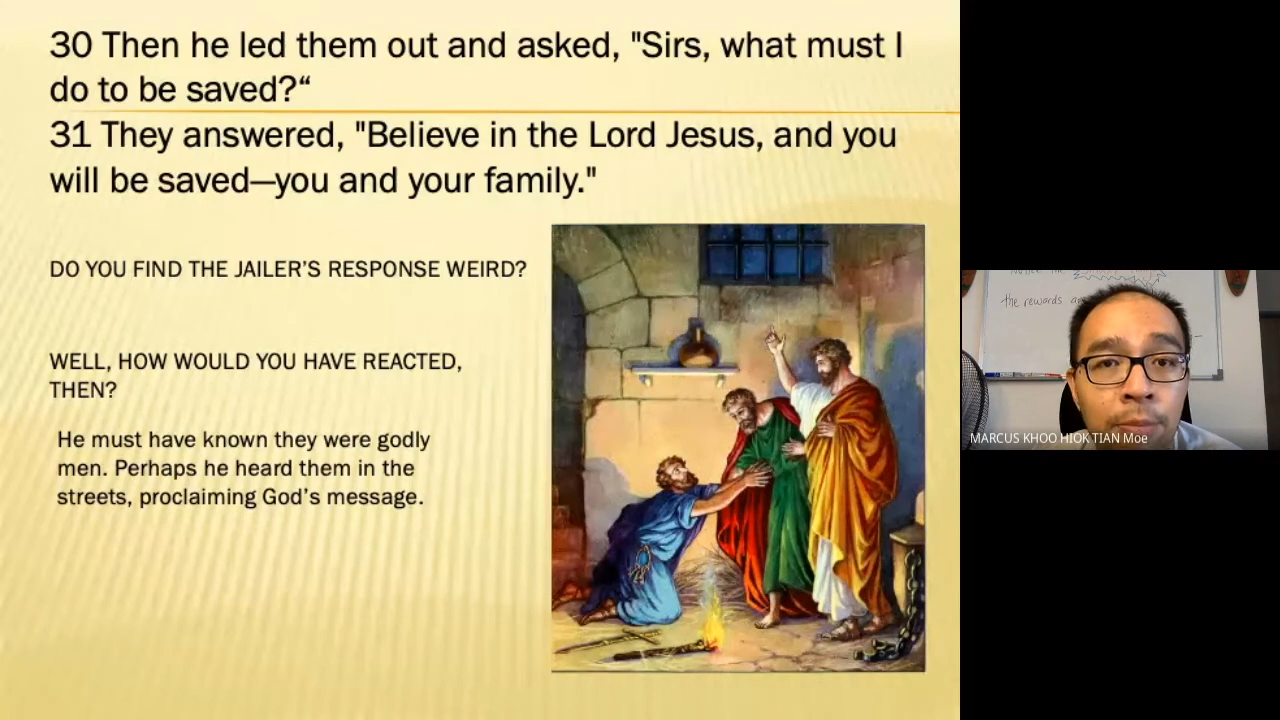 30 Then he led them out and asked, "Sirs, what must I
do to be saved?“
31 They answered, "Believe in the Lord Jesus, and you
will be saved—you and your family."
DO YOU FIND THE JAILER’S RESPONSE WEIRD?
WELL, HOW WOULD YOU HAVE REACTED,
THEN?
He must have known they were godly
men. Perhaps he heard them in the
streets, proclaiming God’s message.
the rewards
MARCUS KHOO HIOK TIAN Moe